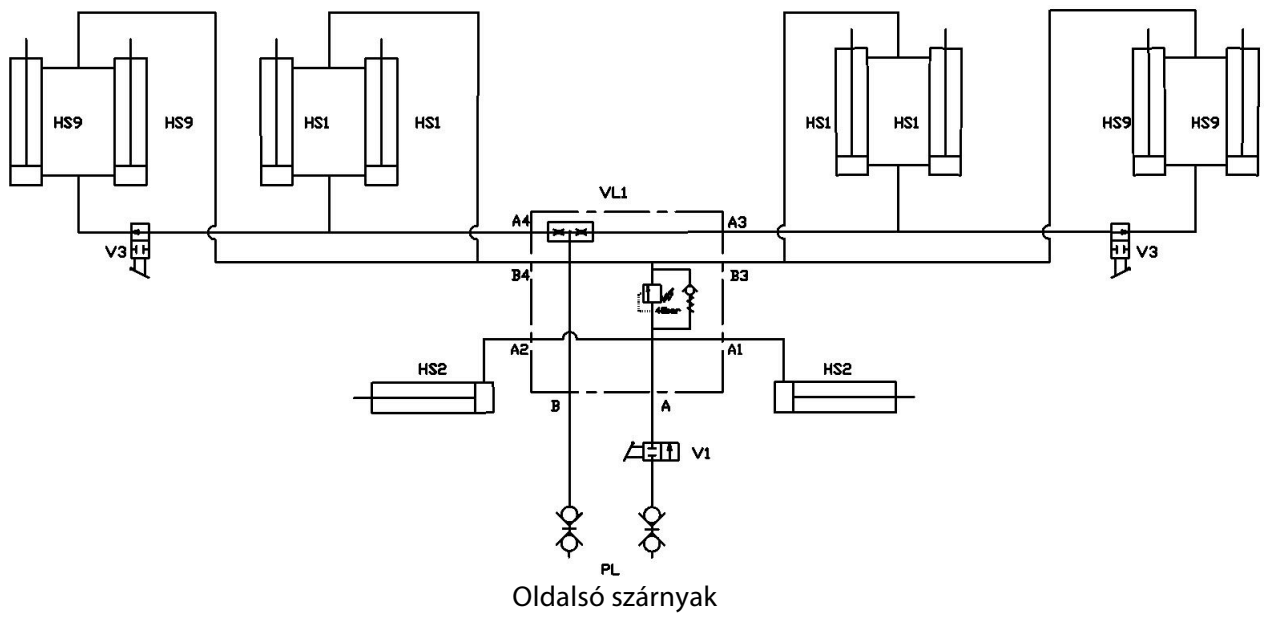 HS9 HS9 HS1 HS1 HS1 HS1 HS9 HS9
VL1
A4 A3
V3 V3
B4 B3
A2 A1
HS2 HS2
B A
V1
PL
Oldalsó szárnyak